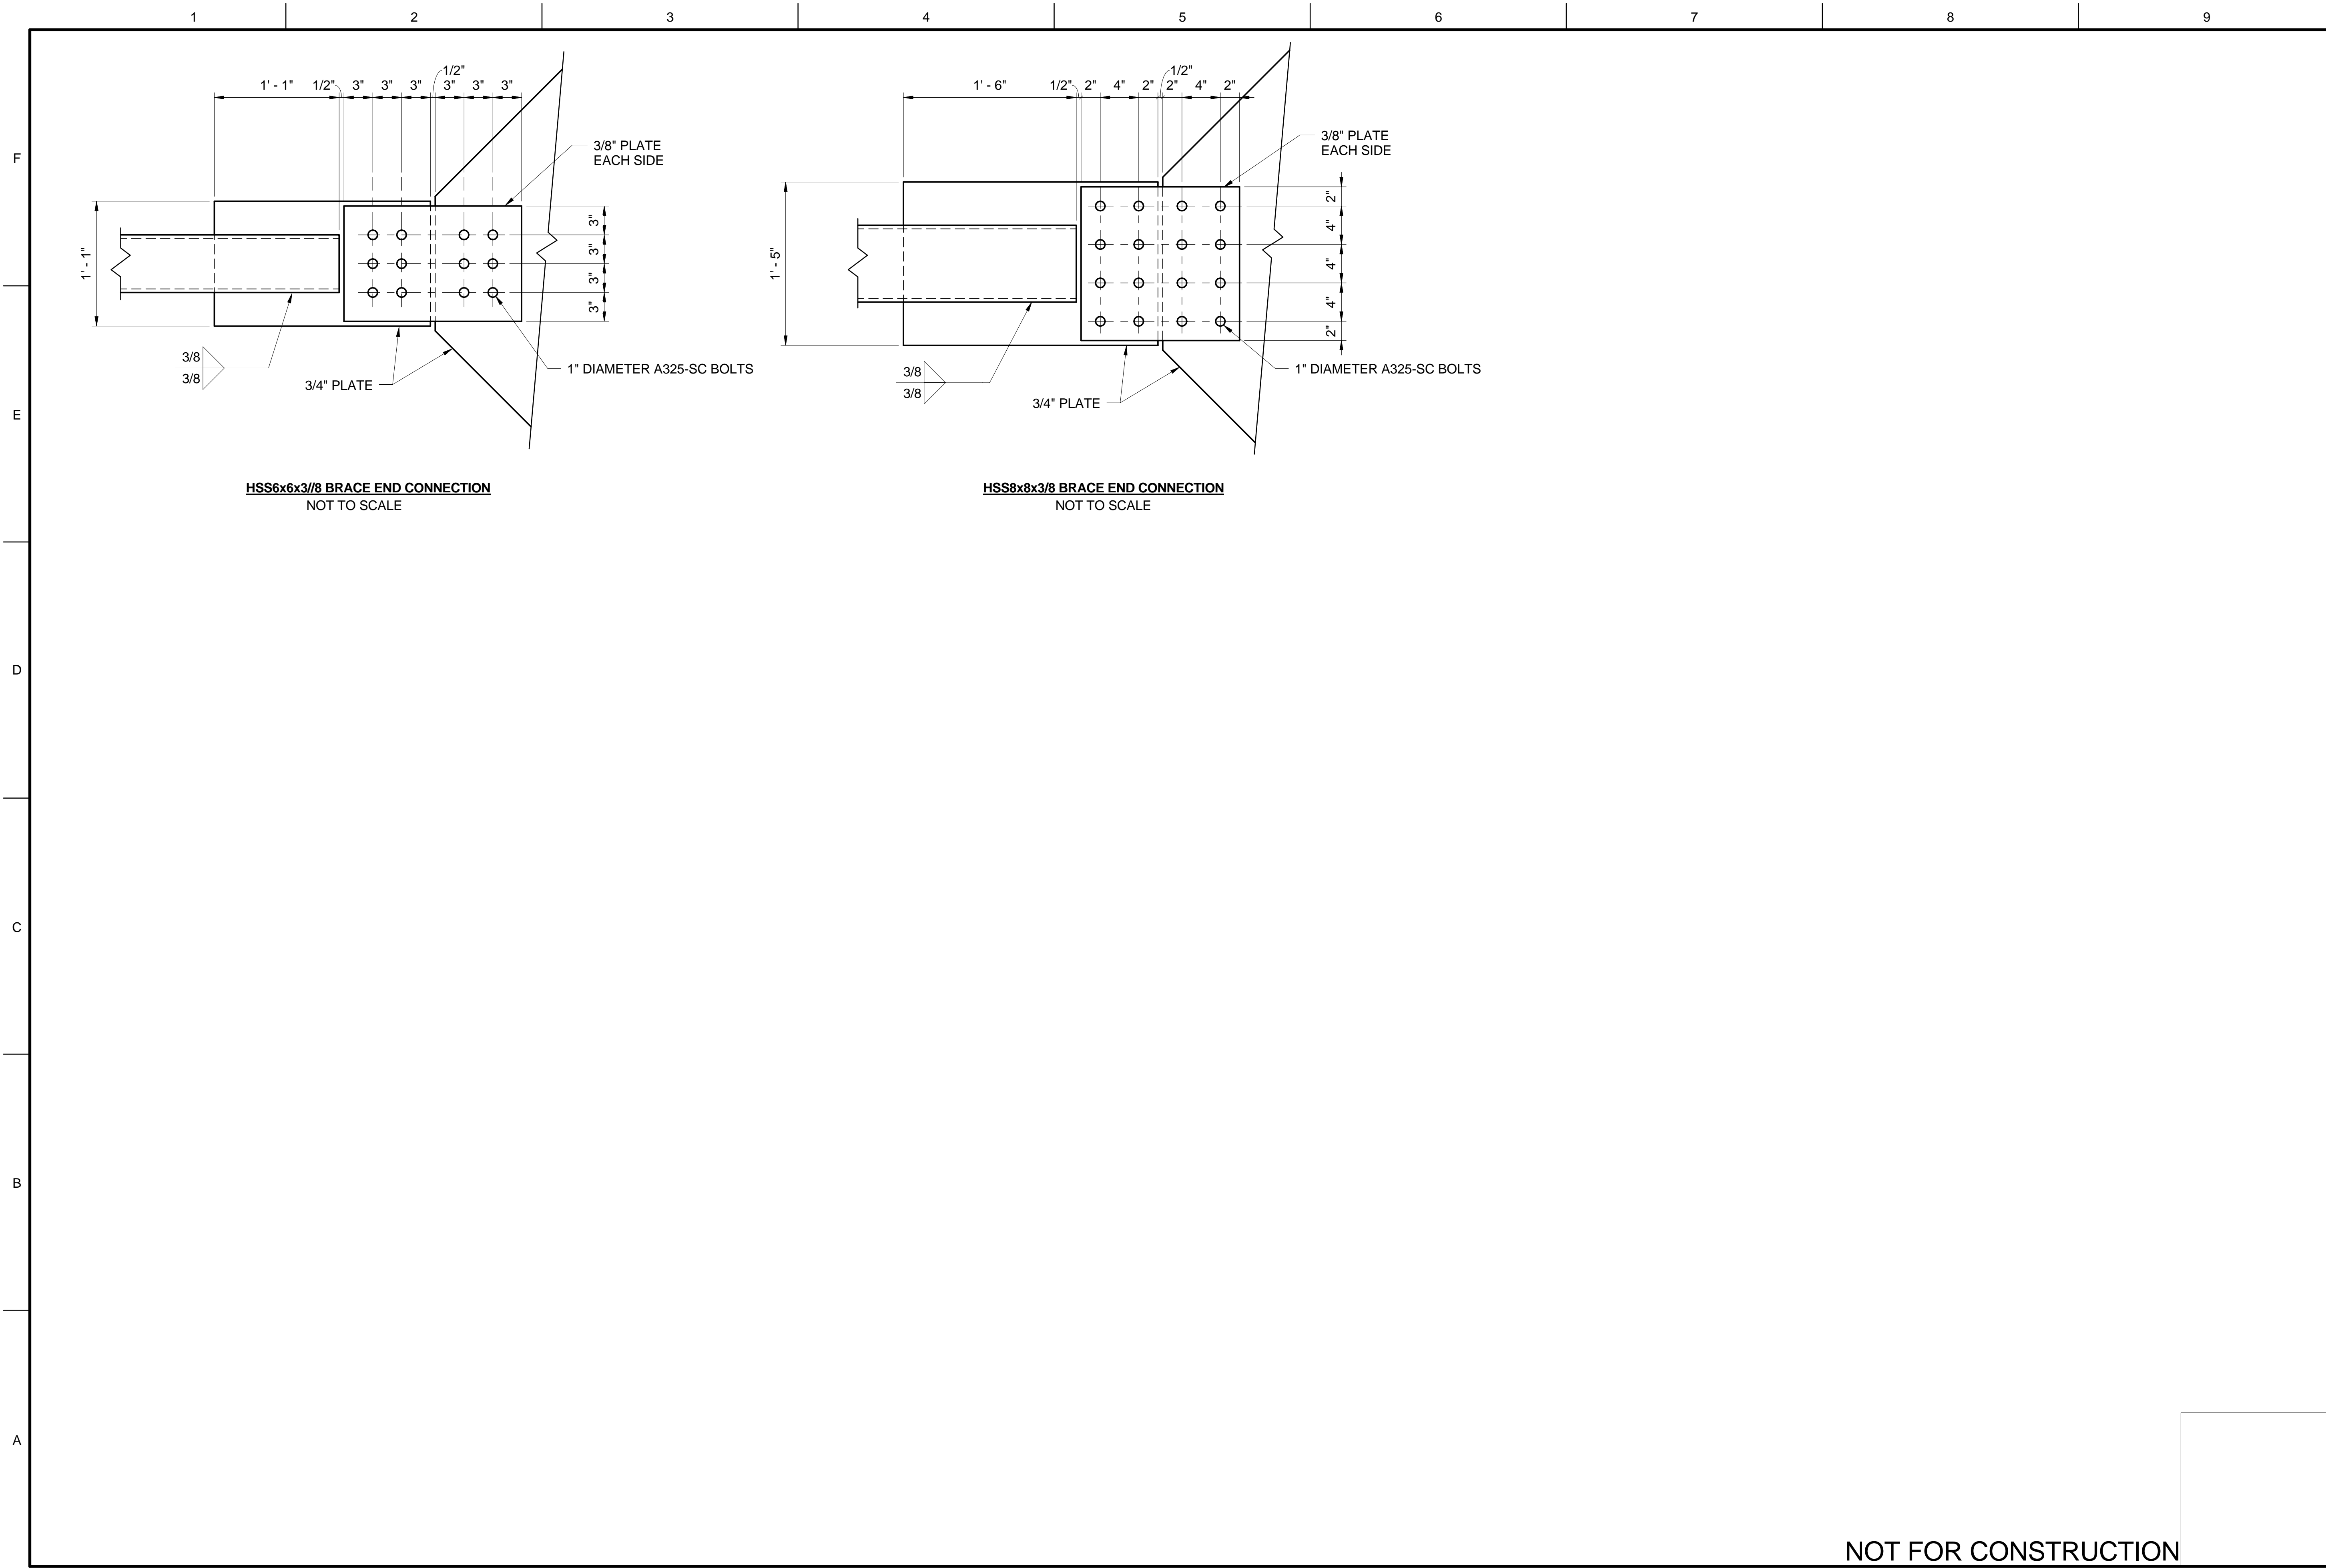 1 2 3 4 5 6 7 8 9
F
E
D
C
B
A
1/2"
1' - 1" 1/2" 3" 3" 3" 3" 3" 3"
3/8" PLATE
EACH SIDE
1' - 1"
3"
3"
3"
3"
3/8
3/8
3/4" PLATE
1" DIAMETER A325-SC BOLTS
HSS6x6x3//8 BRACE END CONNECTION
NOT TO SCALE
1/2"
1' - 6" 1/2" 2" 4" 2" 2" 4" 2"
3/8" PLATE
EACH SIDE
1' - 5"
2"
4"
4"
4"
2"
3/8
3/8
3/4" PLATE
1" DIAMETER A325-SC BOLTS
HSS8x8x3/8 BRACE END CONNECTION
NOT TO SCALE
NOT FOR CONSTRUCTION